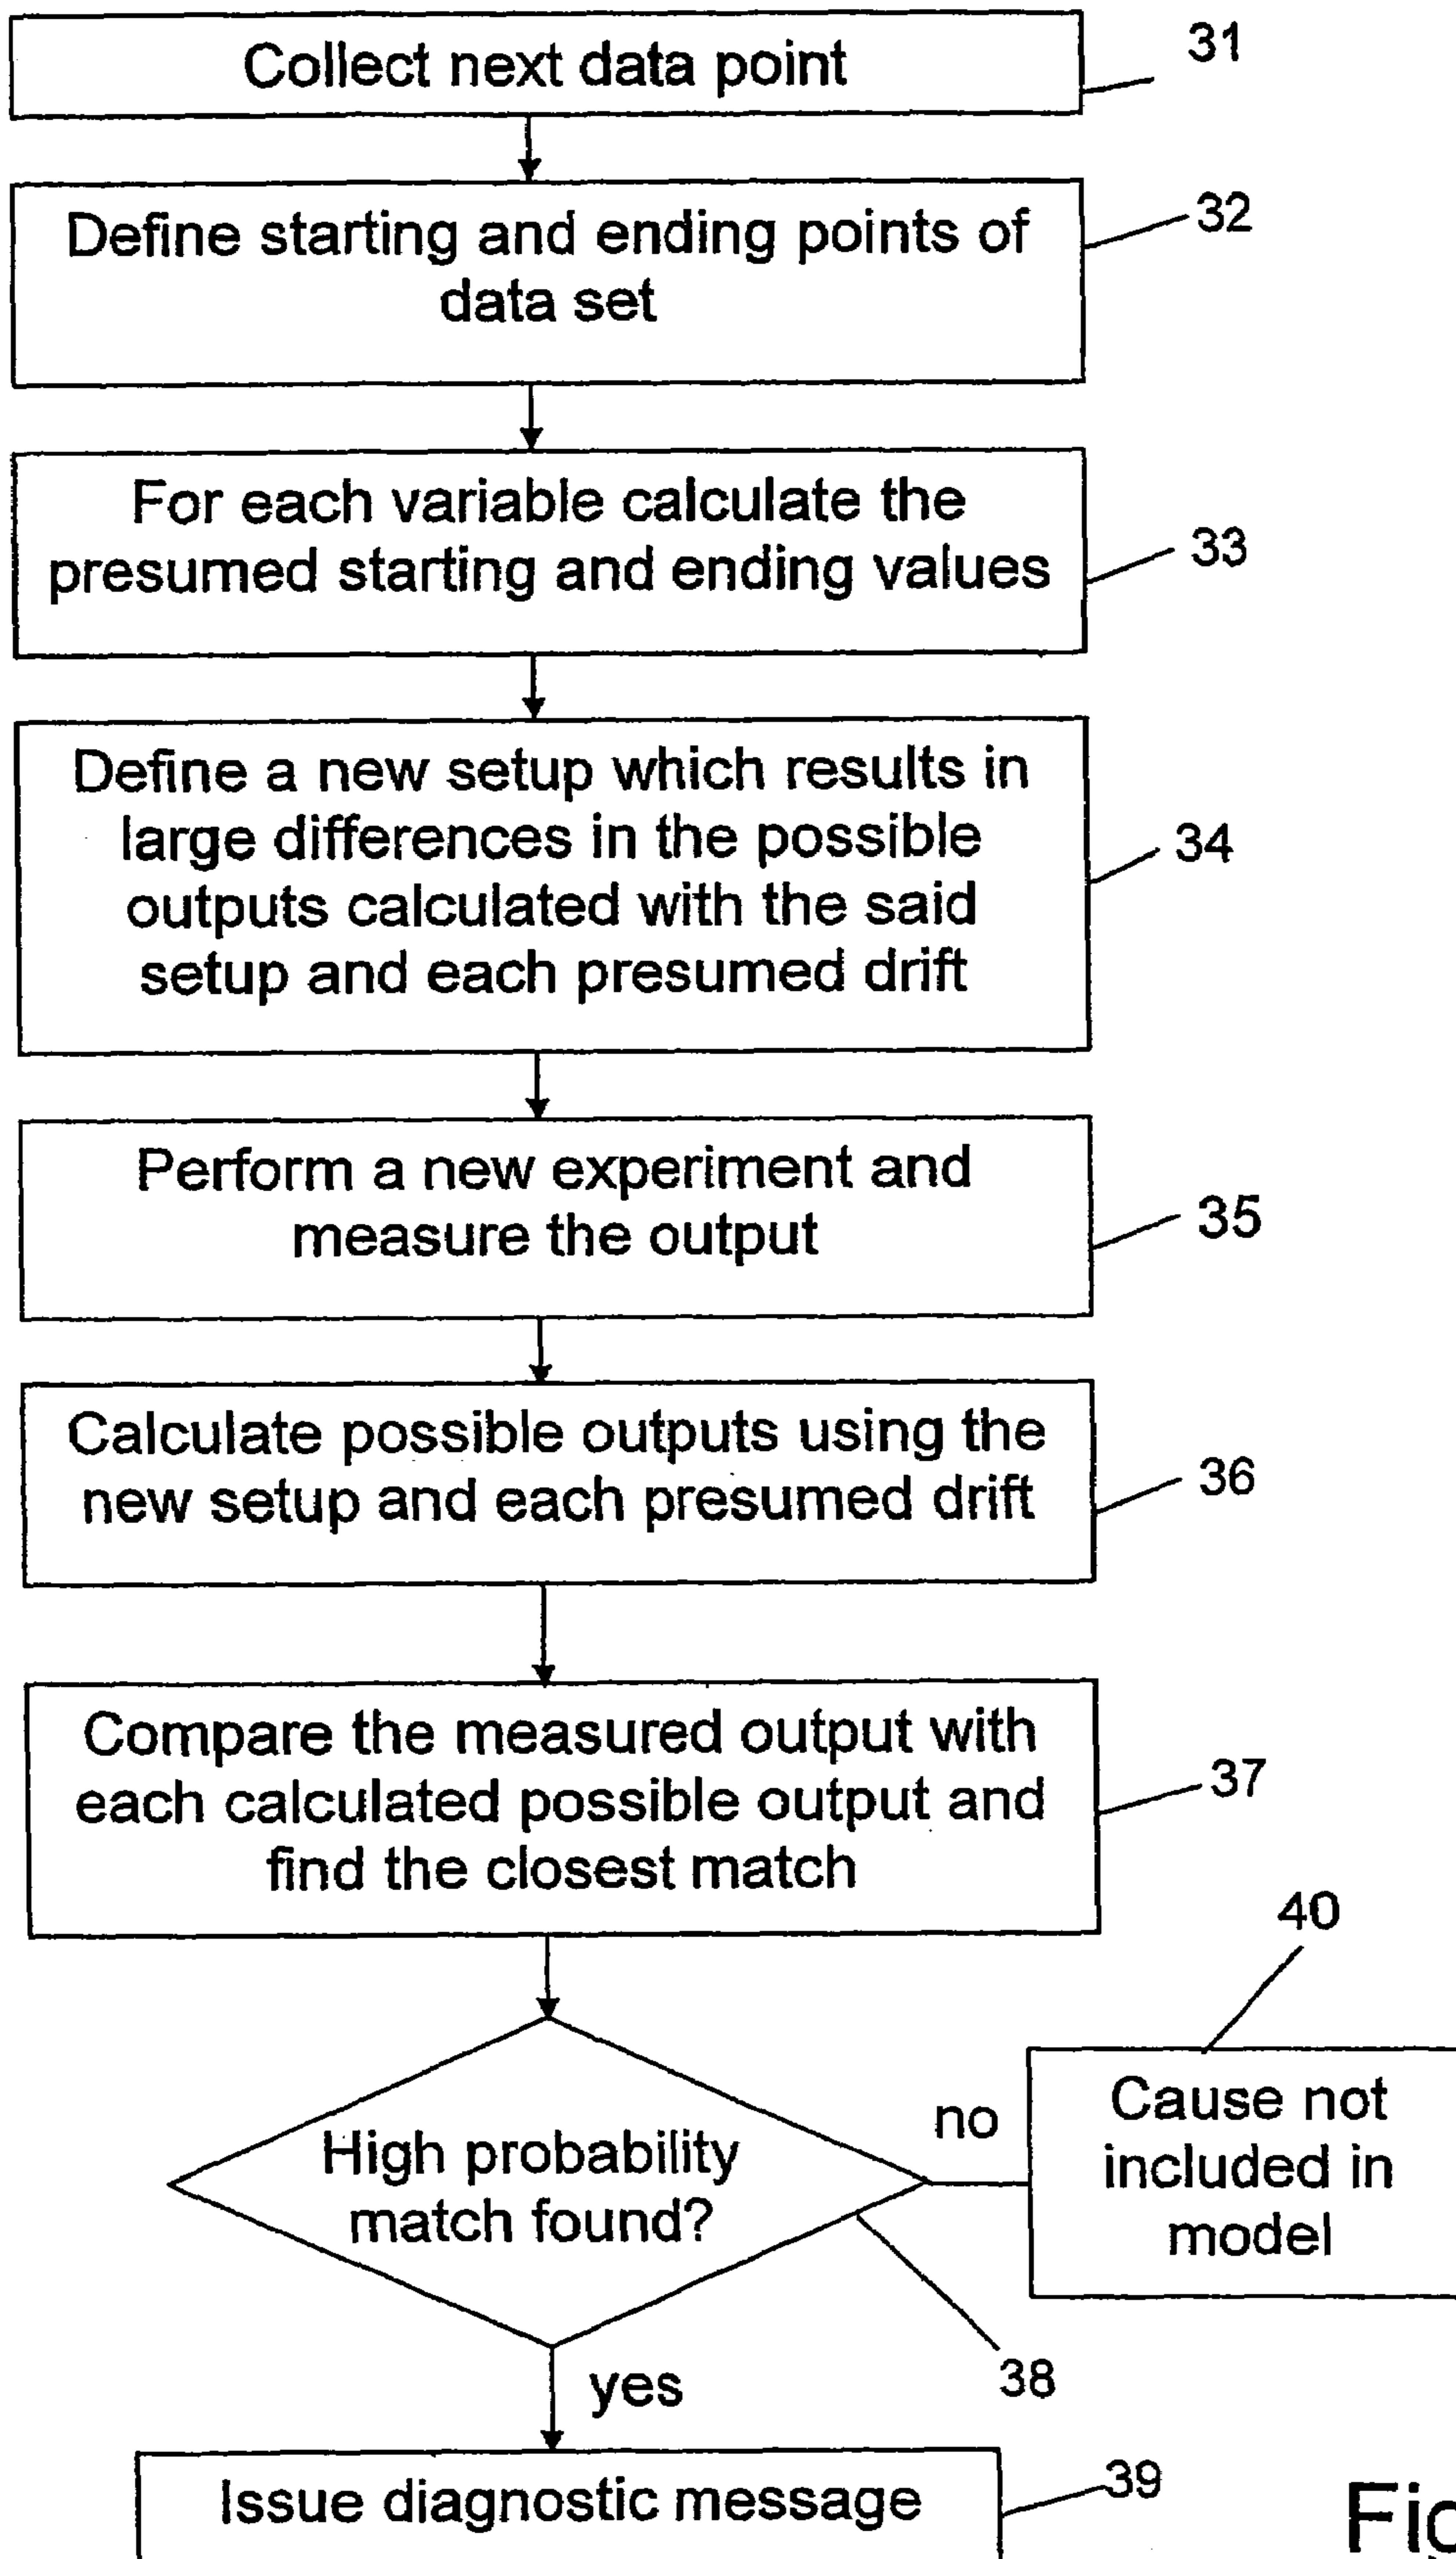 Collect next data point
31
Define starting and ending points of
data set
32
For each variable calculate the
presumed starting and ending values
33
Define a new setup which results in
large differences in the possible
outputs calculated with the said
setup and each presumed drift
34
Perform a new experiment and
measure the output
35
Calculate possible outputs using the
new setup and each presumed drift
36
Compare the measured output with
each calculated possible output and
find the closest match
37
40
High probability
match found?
no
Cause not
included in
model
38
yes
Issue diagnostic message
39